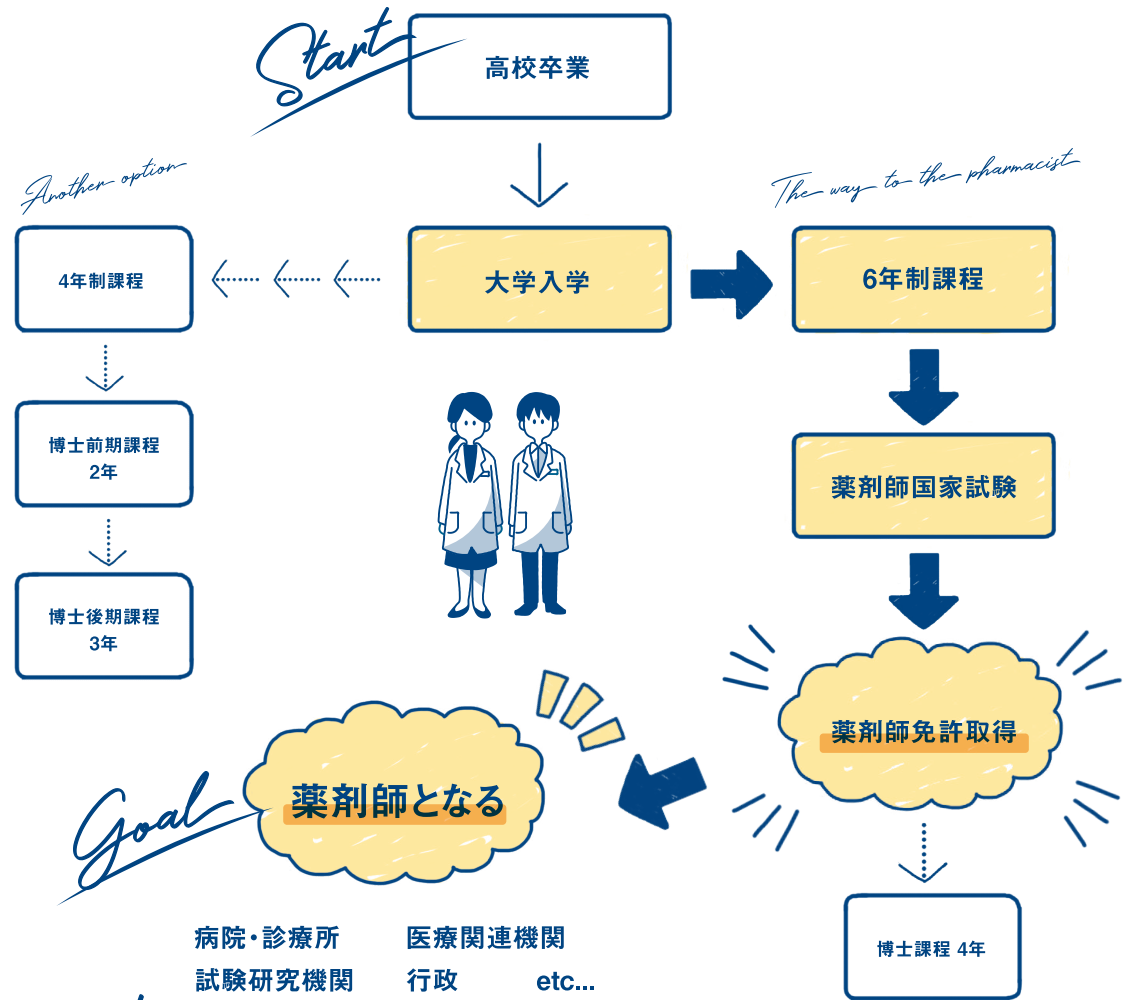 Start
高校卒業
Another option
The way to the pharmacist
4年制課程
大学入学
6年制課程
博士前期課程
2年
薬剤師国家試験
博士後期課程
3年
薬剤師免許取得
薬剤師となる
Goal
病院・診療所 医療関連機関
試験研究機関 行政 etc...
博士課程 4年